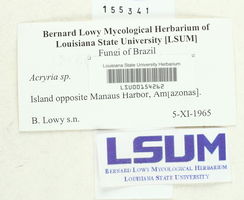 155341
Bernard Lowy Mycological Herbarium of
Louisiana State University [LSUM]
Fungi of Brazil
Louisiana State University Herbarium
Acryria sp.
LSU00154262
Island opposite Manaus Harbor, Am[azonas].
B. Lowy s.n.
5-XI-1965
LSUM
BERNARD LOWY MYCOLOGICAL HERBARIUM
LOUISIANA STATE UNIVERSITY